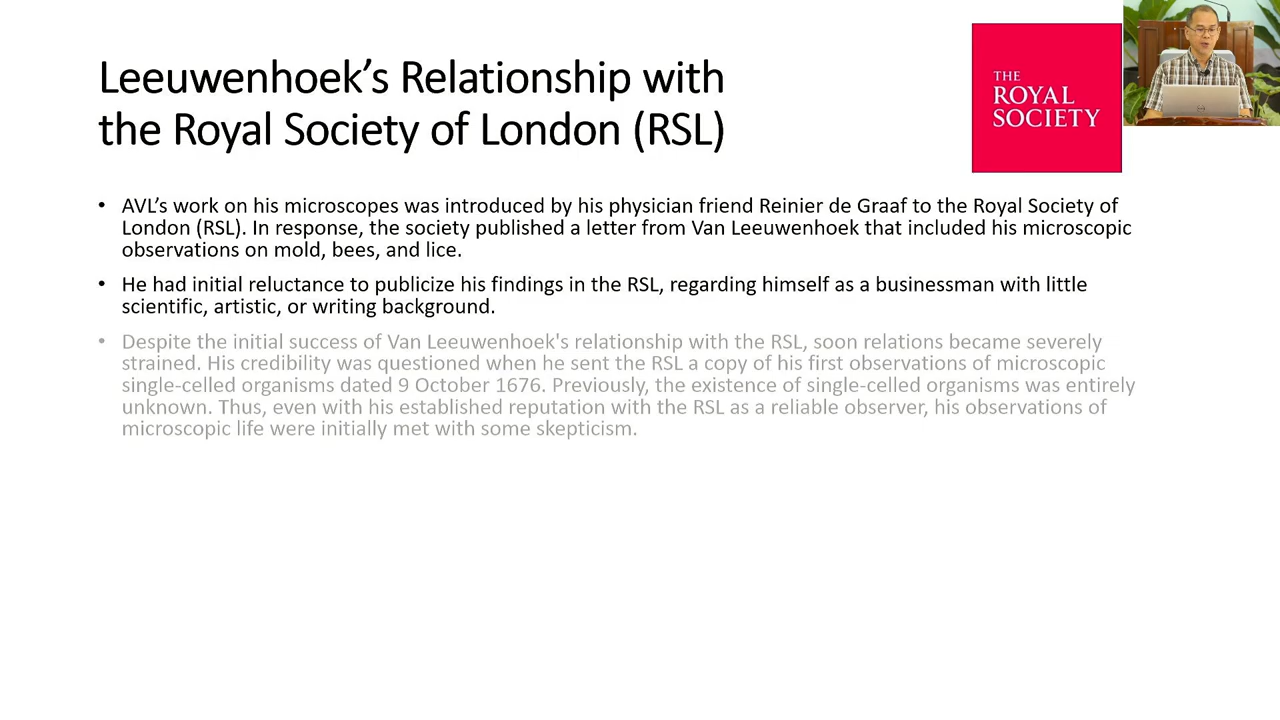 Leeuwenhoek’s Relationship with
the Royal Society of London (RSL)
THE
ROYAL
SOCIETY
• AVL’s work on his microscopes was introduced by his physician friend Reinier de Graaf to the Royal Society of
London (RSL). In response, the society published a letter from Van Leeuwenhoek that included his microscopic
observations on mold, bees, and lice.
• He had initial reluctance to publicize his findings in the RSL, regarding himself as a businessman with little
scientific, artistic, or writing background.
• Despite the initial success of Van Leeuwenhoek's relationship with the RSL, soon relations became severely
strained. His credibility was questioned when he sent the RSL a copy of his first observations of microscopic
single-celled organisms dated 9 October 1676. Previously, the existence of single-celled organisms was entirely
unknown. Thus, even with his established reputation with the RSL as a reliable observer, his observations of
microscopic life were initially met with some skepticism.